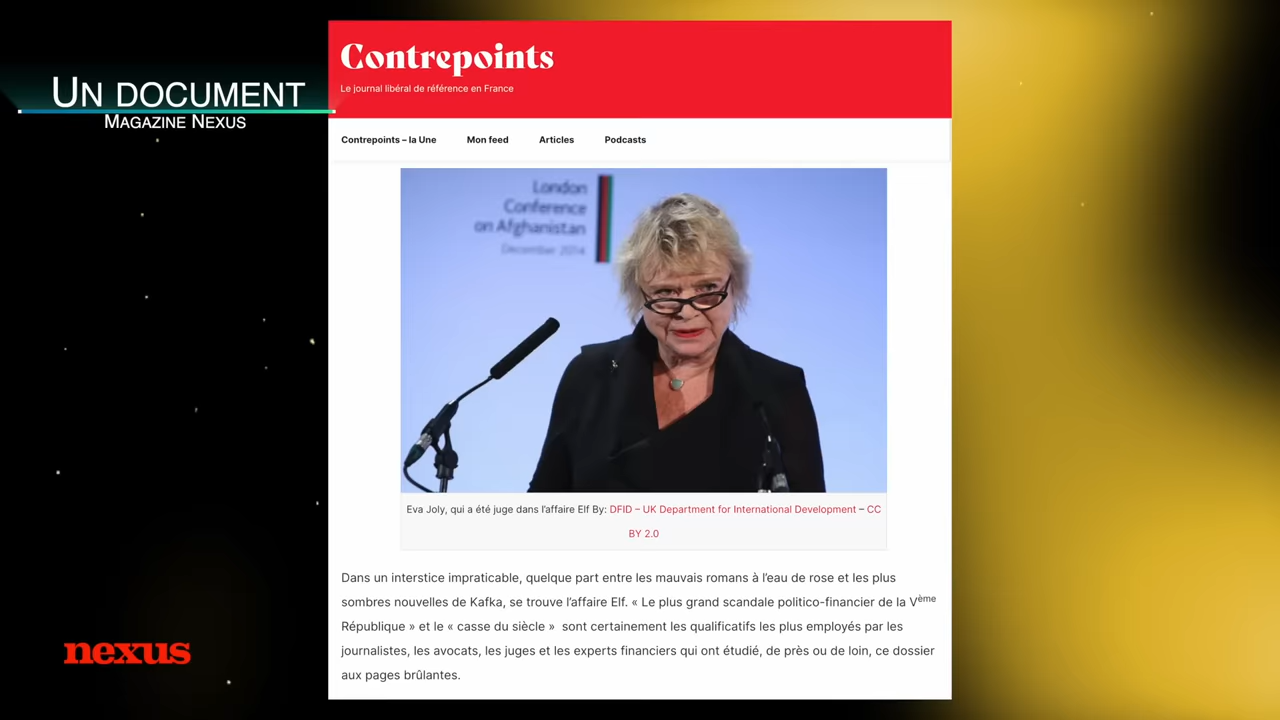 UN DOCUMENT
MAGAZINE NEXUS
Contrepoints
Le journal libéral de référence en France
Contrepoints – la Une Mon feed Articles Podcasts
London
Conference
on Afghanistan
December 2014
Eva Joly, qui a été juge dans l'affaire Elf By: DFID – UK Department for International Development – CC
BY 2.0
Dans un interstice impraticable, quelque part entre les mauvais romans à l'eau de rose et les plus
sombres nouvelles de Kafka, se trouve l'affaire Elf. « Le plus grand scandale politico-financier de la Vème
République » et le « casse du siècle » sont certainement les qualificatifs les plus employés par les
journalistes, les avocats, les juges et les experts financiers qui ont étudié, de près ou de loin, ce dossier
aux pages brûlantes.
nexus